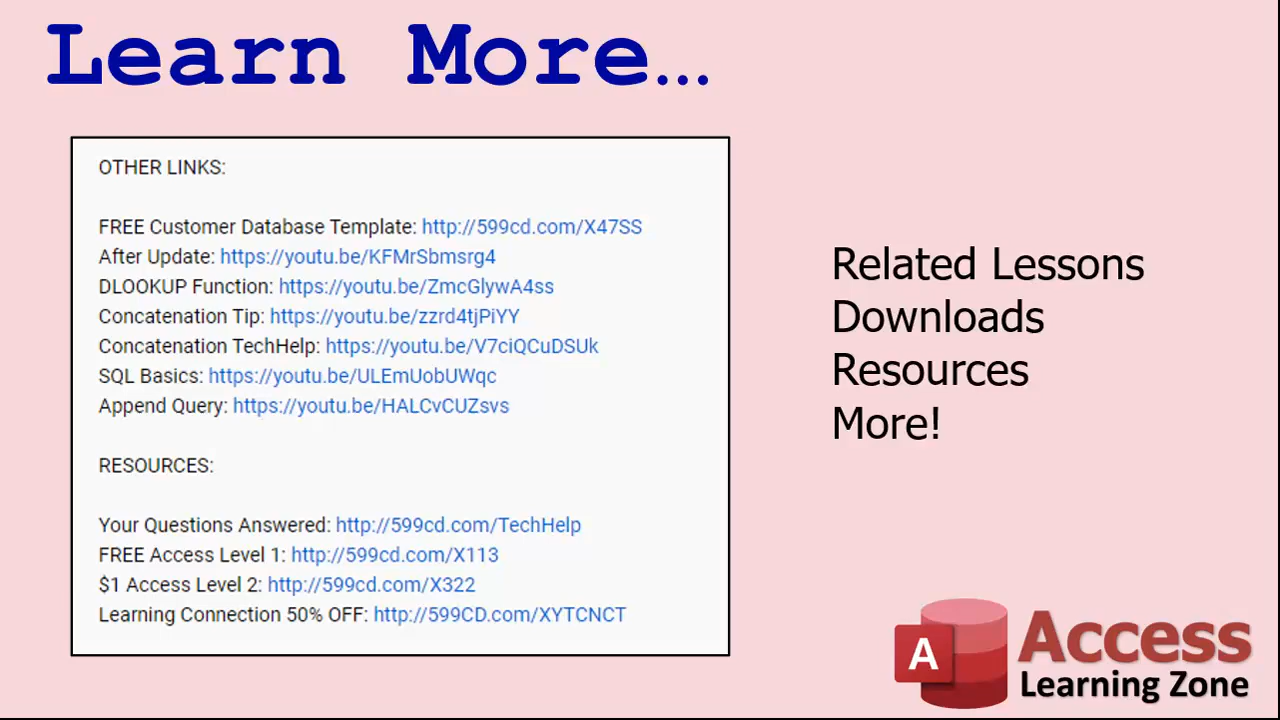 Learn More...
OTHER LINKS:
FREE Customer Database Template: http://599cd.com/X47SS
After Update: https://youtu.be/KFMrSbmsrg4
DLOOKUP Function: https://youtu.be/ZmcGlywA4ss
Concatenation Tip: https://youtu.be/zzrd4tjPiYY
Concatenation TechHelp: https://youtu.be/V7ciQCuDSUk
SQL Basics: https://youtu.be/ULEmUobUWqc
Append Query: https://youtu.be/HALCvCUZsvs
RESOURCES:
Your Questions Answered: http://599cd.com/TechHelp
FREE Access Level 1: http://599cd.com/X113
$1 Access Level 2: http://599cd.com/X322
Learning Connection 50% OFF: http://599CD.com/XYTCNCT
Related Lessons
Downloads
Resources
More!
A
Access
Learning Zone